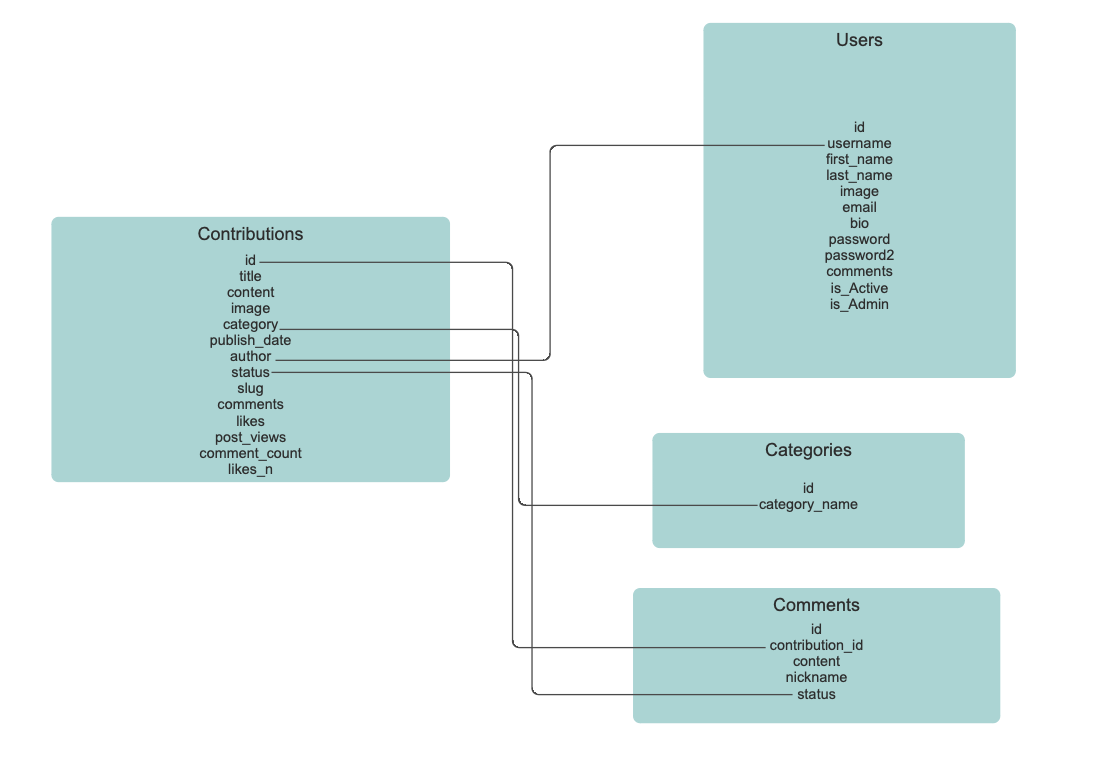 Users
id
username
first_name
last_name
image
email
bio
password
password2
comments
is_Active
is_Admin
Contributions
id
title
content
image
category
publish_date
author
status
slug
comments
likes
post_views
comment_count
likes_n
Categories
id
category_name
Comments
id
contribution_id
content
nickname
status